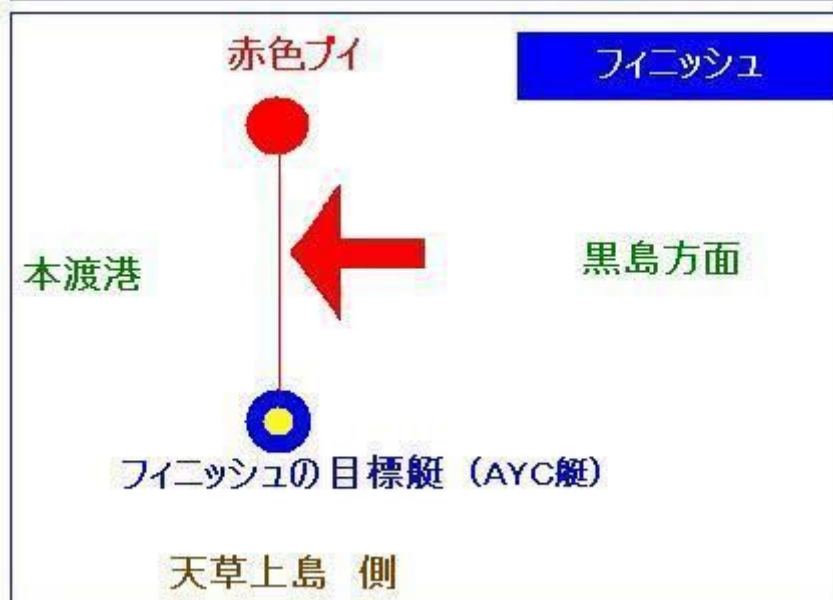 赤色ブイ
フィニッシュ
本渡港
黒島方面
フィニッシュの目標艇（AYC艇）
天草上島 側